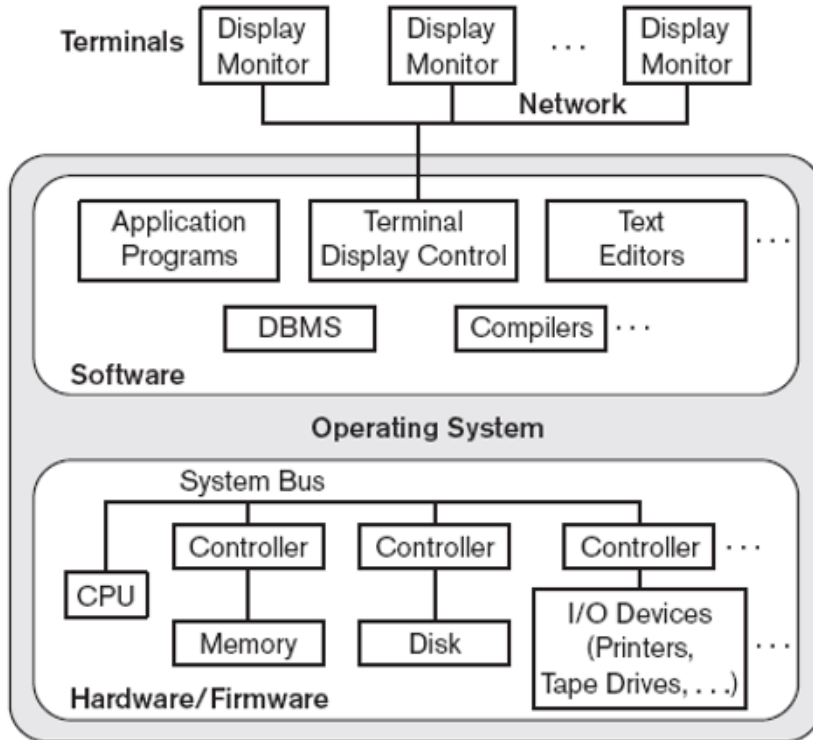 Terminals
Display
Monitor
Display
Monitor
. . .
Display
Monitor
Network
Application
Programs
Terminal
Display Control
Text
Editors
. . .
DBMS
Compilers
. . .
Software
Operating System
System Bus
Controller
Controller
Controller
. . .
CPU
Memory
Disk
I/O Devices
(Printers,
Tape Drives, . . .)
. . .
Hardware/Firmware